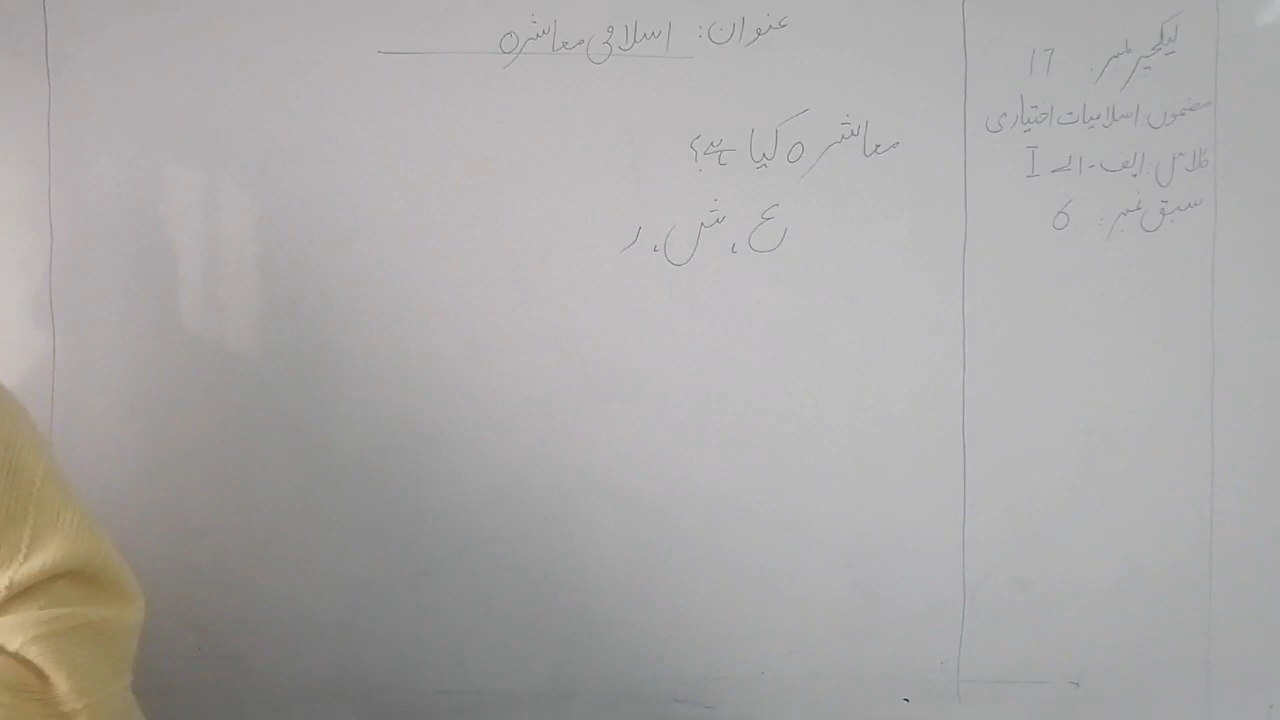 عنوان: اسلامی معاشرہ
معاشرہ کیا ہے؟
ع، ش، ر
لیکچر نمبر: 17
مضمون اسلامیات اختیاری
کلاس ایف-اے I
سبق نمبر: 6